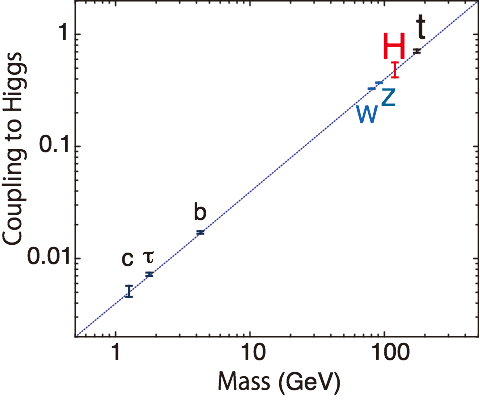 Coupling to Higgs
1
0.1
0.01
H
t
W
Z
b
c
τ
1
10
100
Mass (GeV)